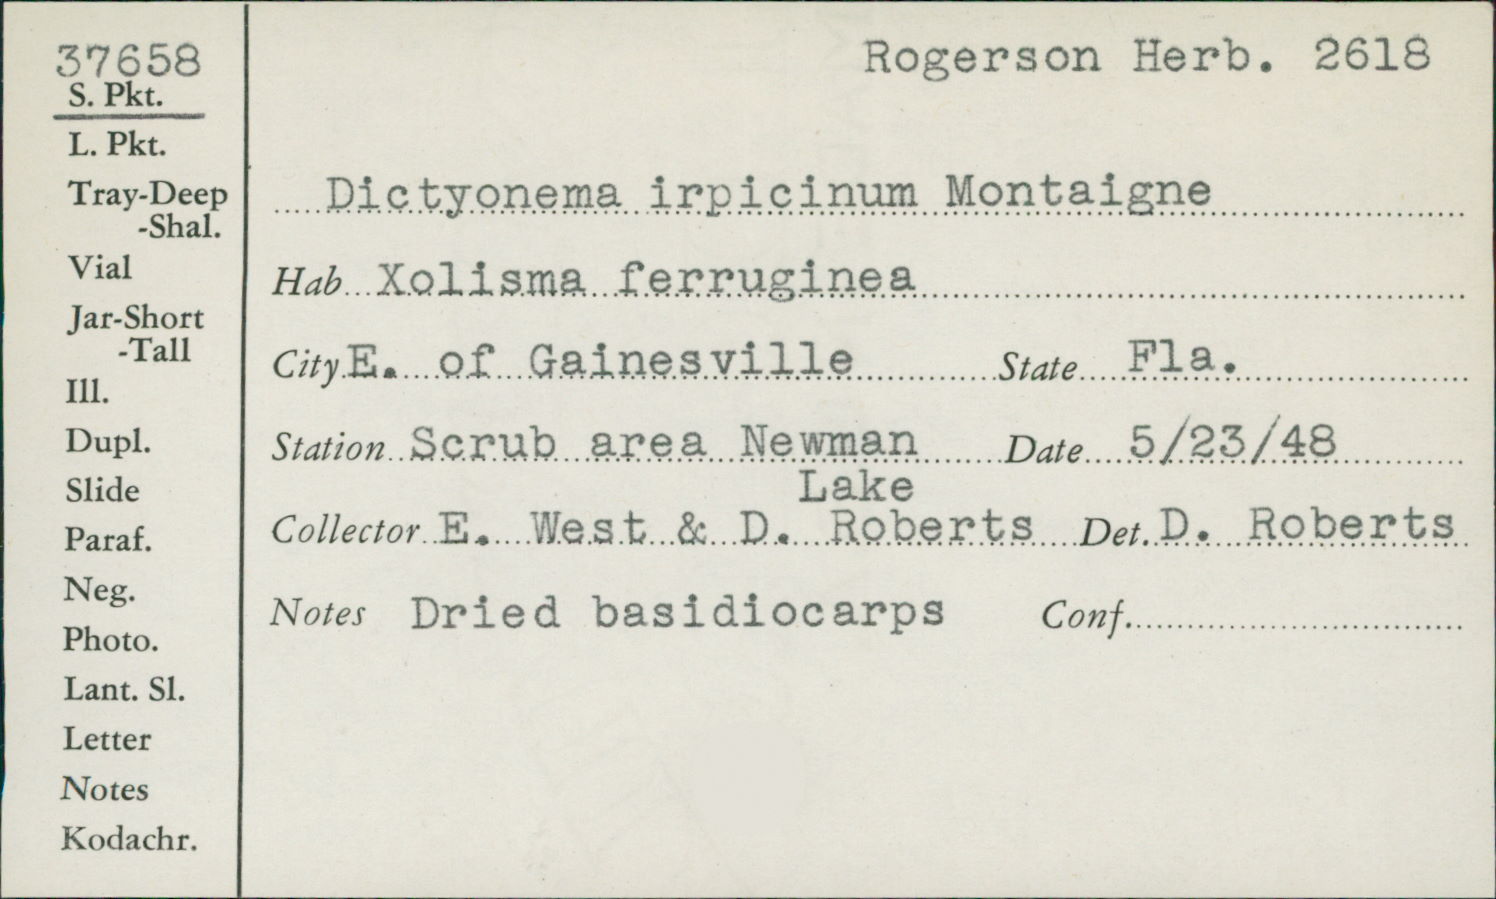 37658
S. Pkt.
L. Pkt.
Tray-Deep
-Shal.
Vial
Jar-Short
-Tall
Ill.
Dupl.
Slide
Paraf.
Neg.
Photo.
Lant. Sl.
Letter
Notes
Kodachr.
Rogerson Herb. 2618
Dictyonema irpicinum Montaigne
Hab Xolisma ferruginea
City E. of Gainesville State Fla.
Station Scrub area Newman Date 5/23/48
Lake
Collector E. West & D. Roberts Det. D. Roberts
Notes Dried basidiocarps Conf.